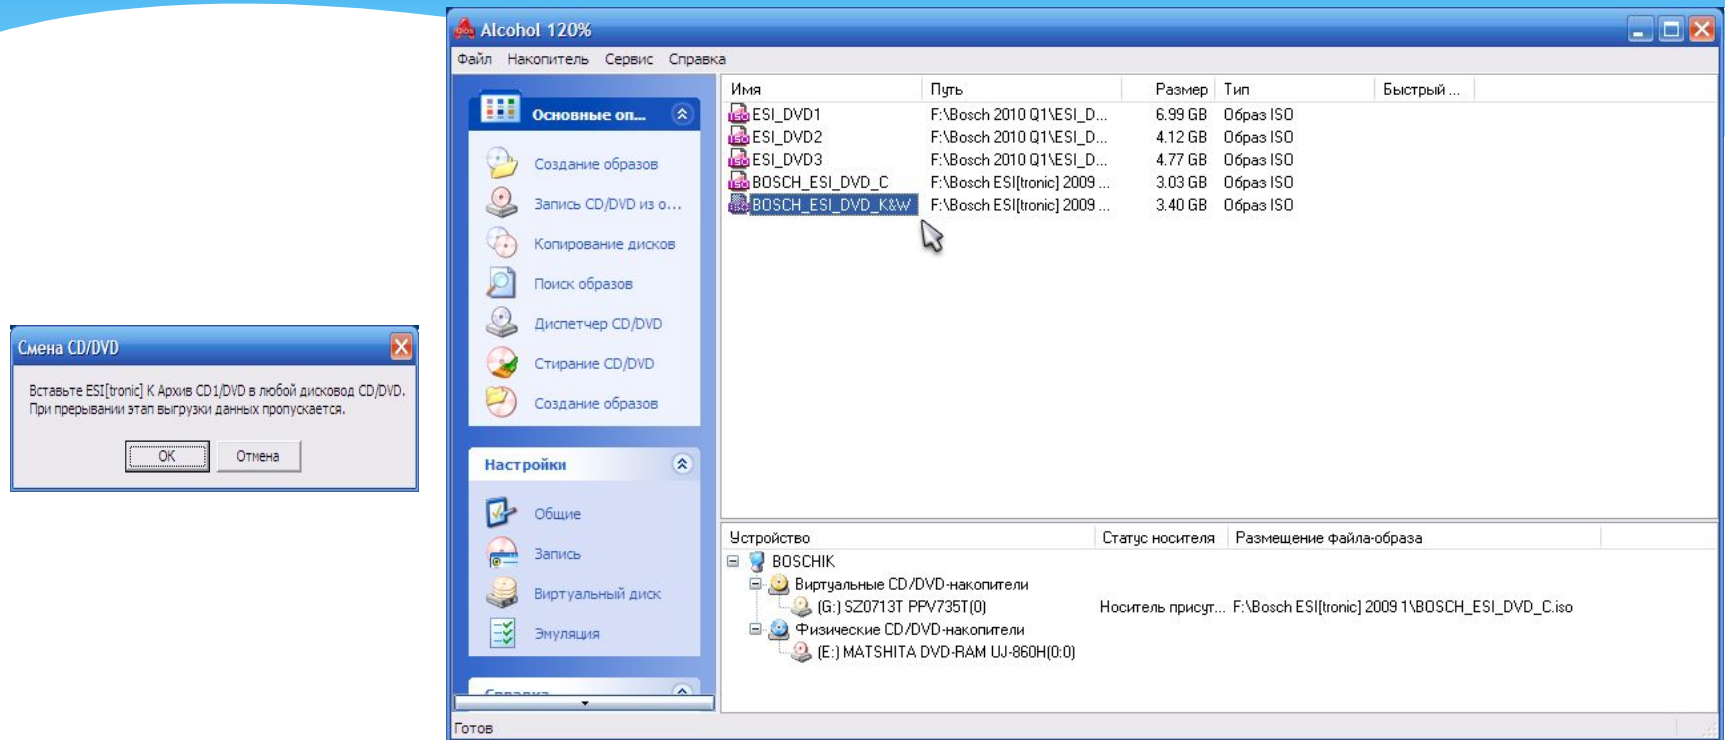 Смена CD/DVD
Вставьте ESI[tronic] K Архив CD1/DVD в любой дисковод CD/DVD.
При прерывании этап выгрузки данных пропускается.
OK Отмена
Alcohol 120%
Файл Накопитель Сервис Справка
Основные оп...
Создание образов
Запись CD/DVD из о...
Копирование дисков
Поиск образов
Диспетчер CD/DVD
Стирание CD/DVD
Создание образов
Настройки
Общие
Запись
Виртуальный диск
Эмуляция
Справка
Имя Путь Размер Тип Быстрый ...
ESI_DVD1 F:\Bosch 2010 Q1\ESI_D... 6.99 GB Образ ISO
ESI_DVD2 F:\Bosch 2010 Q1\ESI_D... 4.12 GB Образ ISO
ESI_DVD3 F:\Bosch 2010 Q1\ESI_D... 4.77 GB Образ ISO
BOSCH_ESI_DVD_C F:\Bosch ESI[tronic] 2009 ... 3.03 GB Образ ISO
BOSCH_ESI_DVD_K&W F:\Bosch ESI[tronic] 2009 ... 3.40 GB Образ ISO
Устройство Статус носителя Размещение файла-образа
BOSCHIK
Виртуальные CD/DVD-накопители
(G:) SZ0713T PPV735T(0) Носитель присут... F:\Bosch ESI[tronic] 2009 1\BOSCH_ESI_DVD_C.iso
Физические CD/DVD-накопители
(E:) MATSHITA DVD-RAM UJ-860H(0:0)
Готов